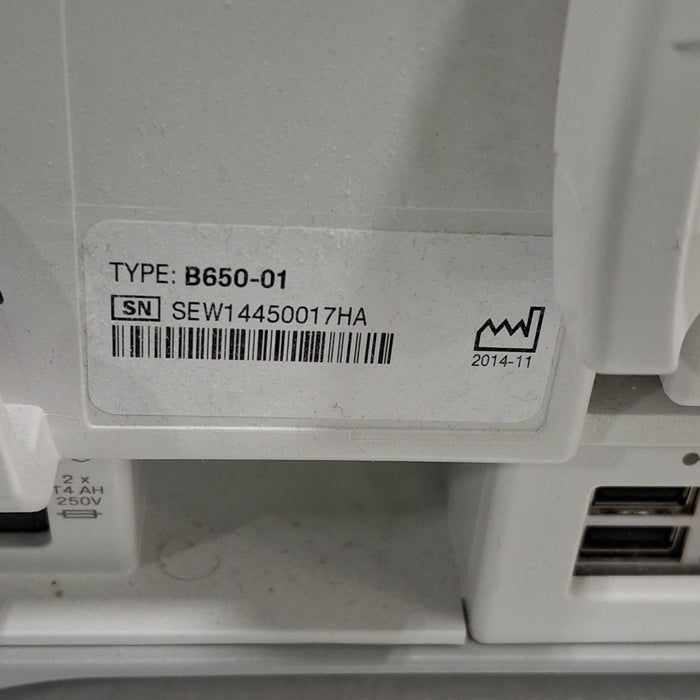 TYPE: B650-01
SN SEW14450017HA
2014-11
2 x
T4 AH
250V